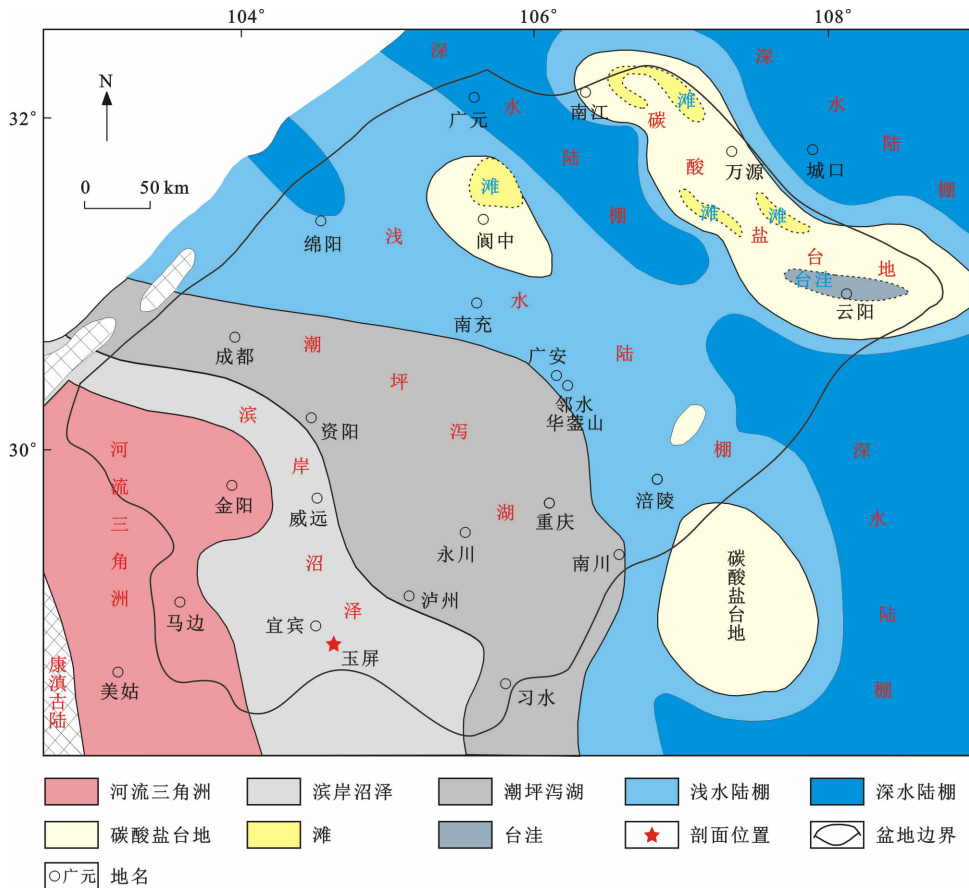 104°
106°
108°
32°
30°
N
0
50 km
深水陆棚
深水陆棚
广元
南江
滩
碳酸盐台地
万源
城口
滩
阆中
滩
滩
绵阳
浅水陆棚
台洼
云阳
南充
成都
潮坪泻湖
广安
邻水
华蓥山
滨岸沼泽
资阳
河流三角洲
金阳
威远
涪陵
深水陆棚
重庆
永川
南川
碳酸盐台地
泸州
马边
宜宾
玉屏
康滇古陆
美姑
习水
河流三角洲
滨岸沼泽
潮坪泻湖
浅水陆棚
深水陆棚
碳酸盐台地
滩
台洼
剖面位置
盆地边界
广元
地名